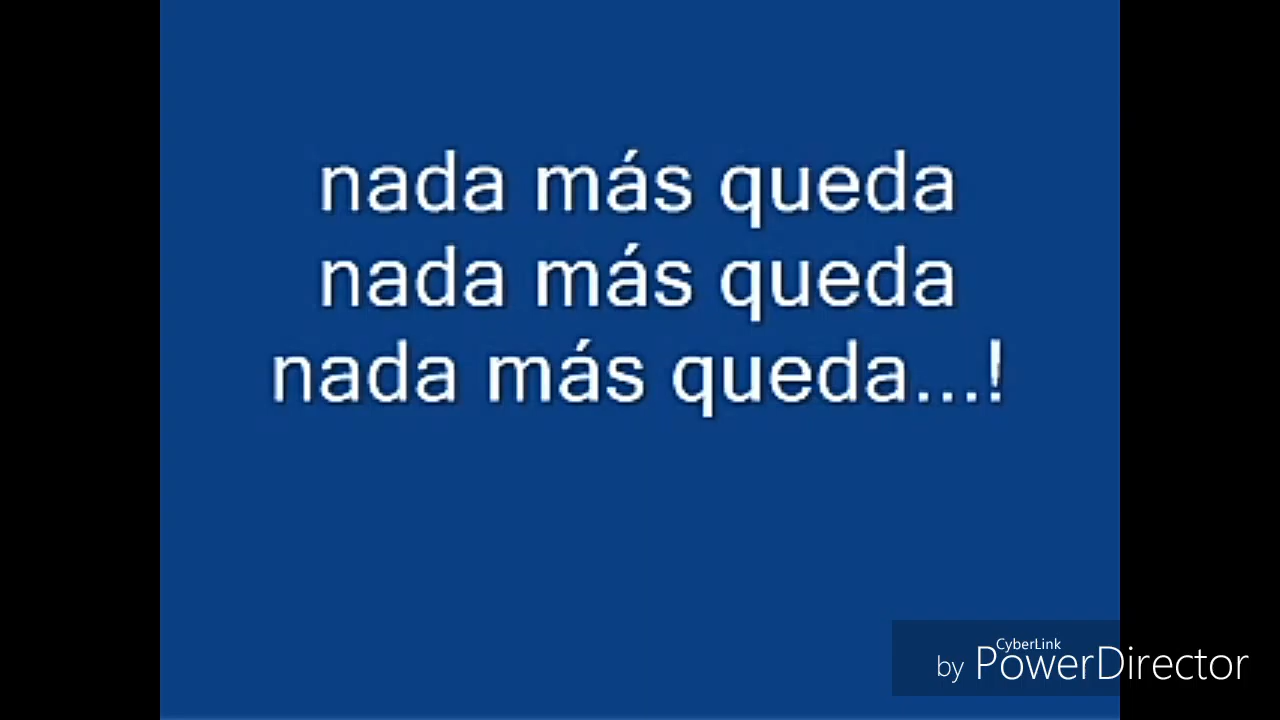 nada más queda
nada más queda
nada más queda...!
CyberLink
by PowerDirector